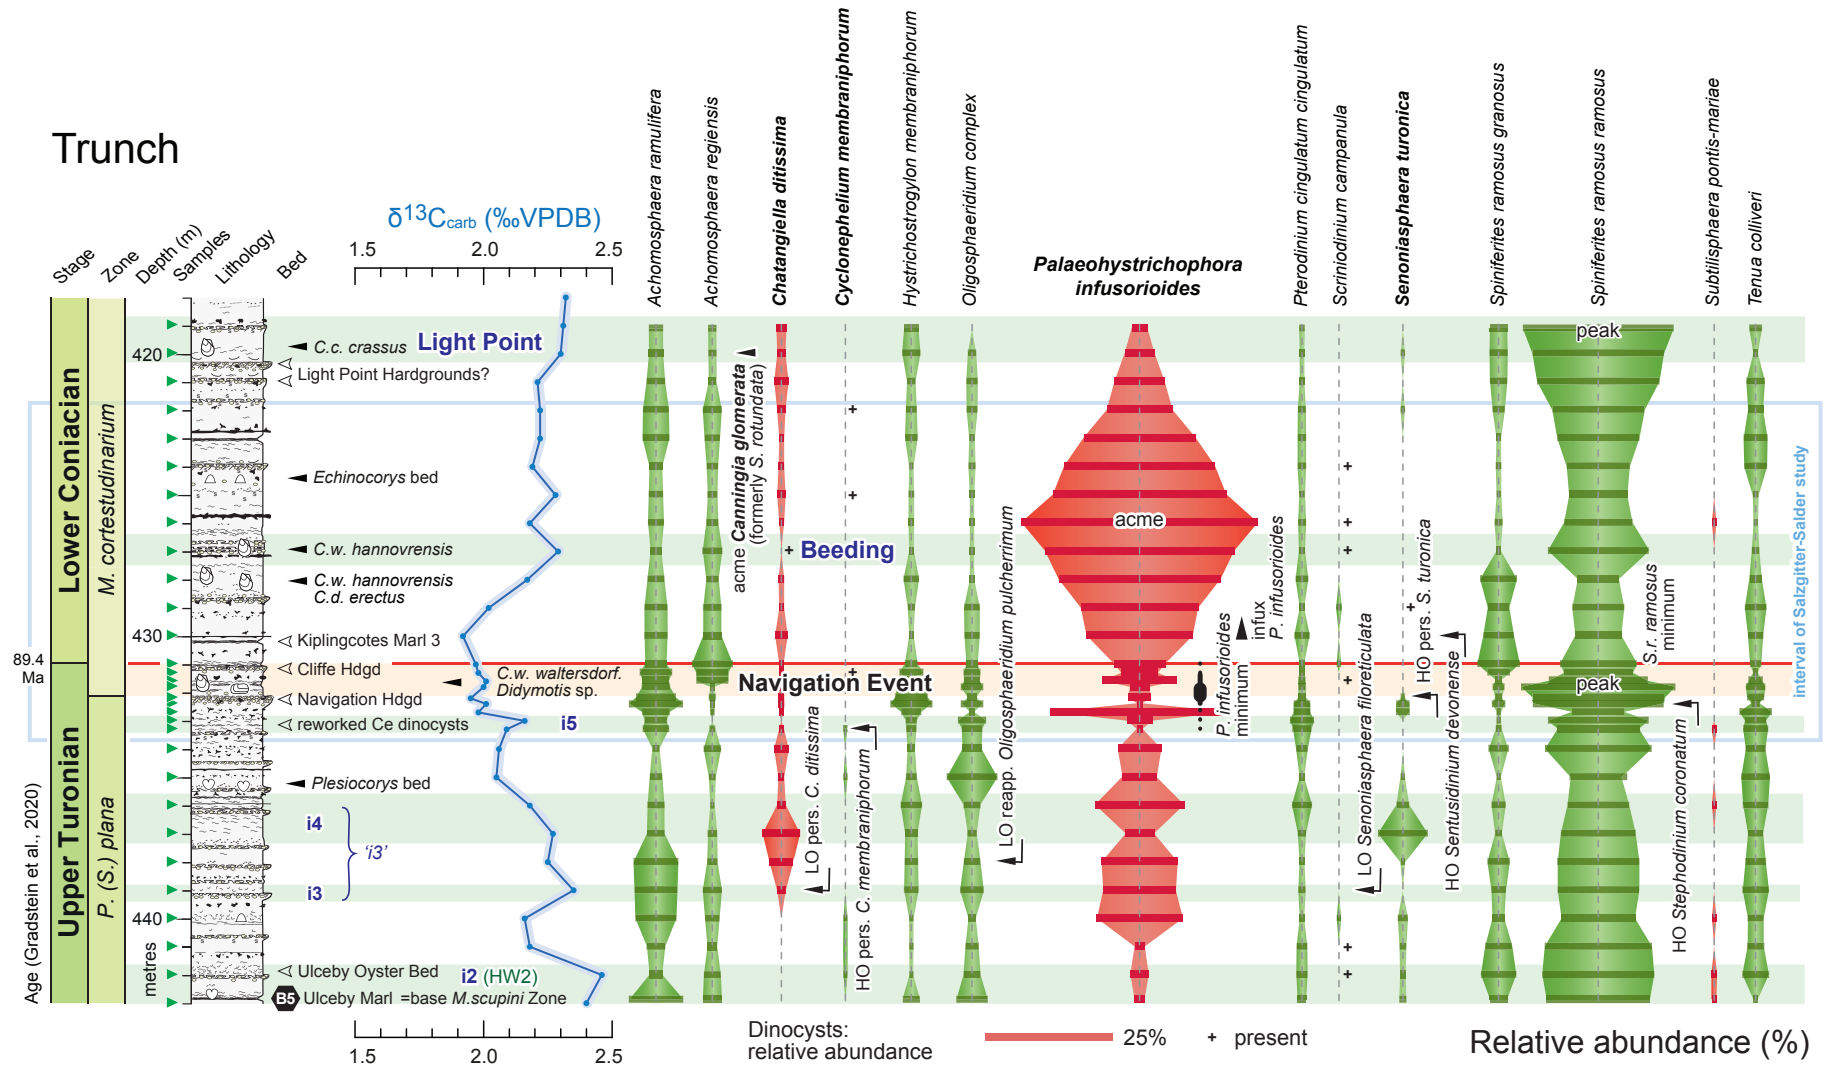 Trunch
Stage
Zone
Depth (m)
Samples
Lithology
Bed
δ13Ccarb (‰VPDB)
1.5
2.0
2.5
Achomosphaera ramulifera
Achomosphaera regiensis
Chatangiella ditissima
Cyclonephelium membraniphorum
Hystrichostrogylon membraniphorum
Oligosphaeridium complex
Palaeohystrichophora
infusorioides
Pterodinium cingulatum cingulatum
Scriniodinium campanula
Senoniasphaera turonica
Spiniferites ramosus granosus
Spiniferites ramosus ramosus
Subtilisphaera pontis-mariae
Tenua colliveri
Lower Coniacian
Upper Turonian
M. cortestudinarium
P. (S.) plana
89.4
Ma
Age (Gradstein et al., 2020)
420
430
440
metres
C.c. crassus
Light Point
Light Point Hardgrounds?
Echinocorys bed
C.w. hannovrensis
C.w. hannovrensis
C.d. erectus
Kiplingcotes Marl 3
Cliffe Hdgd
C.w. waltersdorf.
Didymotis sp.
Navigation Hdgd
reworked Ce dinocysts
i5
Plesiocorys bed
i4
'i3'
i3
Ulceby Oyster Bed
i2 (HW2)
B5
Ulceby Marl =base M.scupini Zone
acme Canningia glomerata
(formerly S. rotundata)
+ Beeding
Navigation Event
LO pers. C. ditissima
HO pers. C. membraniphorum
LO reapp. Oligosphaeridium pulcherrimum
acme
P. infusorioides
minimum
infux
P. infusorioides
LO Senoniasphaera floreticulata
HO pers. S. turonica
HO Sentusidinium devonense
peak
peak
S.r. ramosus
minimum
HO Stephodinium coronatum
interval of Salzgitter-Salder study
1.5
2.0
2.5
Dinocysts:
relative abundance
25%
+ present
Relative abundance (%)